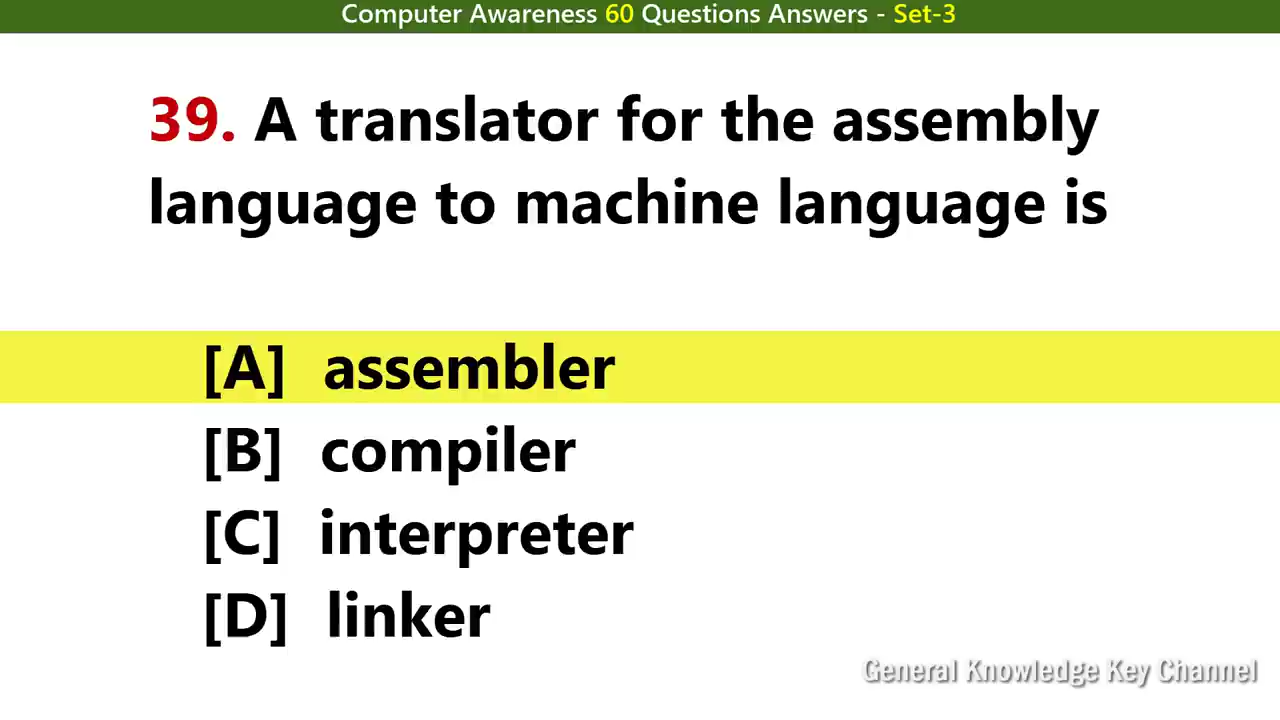 Computer Awareness 60 Questions Answers - Set-3
39. A translator for the assembly
language to machine language is
[A] assembler
[B] compiler
[C] interpreter
[D] linker
General Knowledge Key Channel